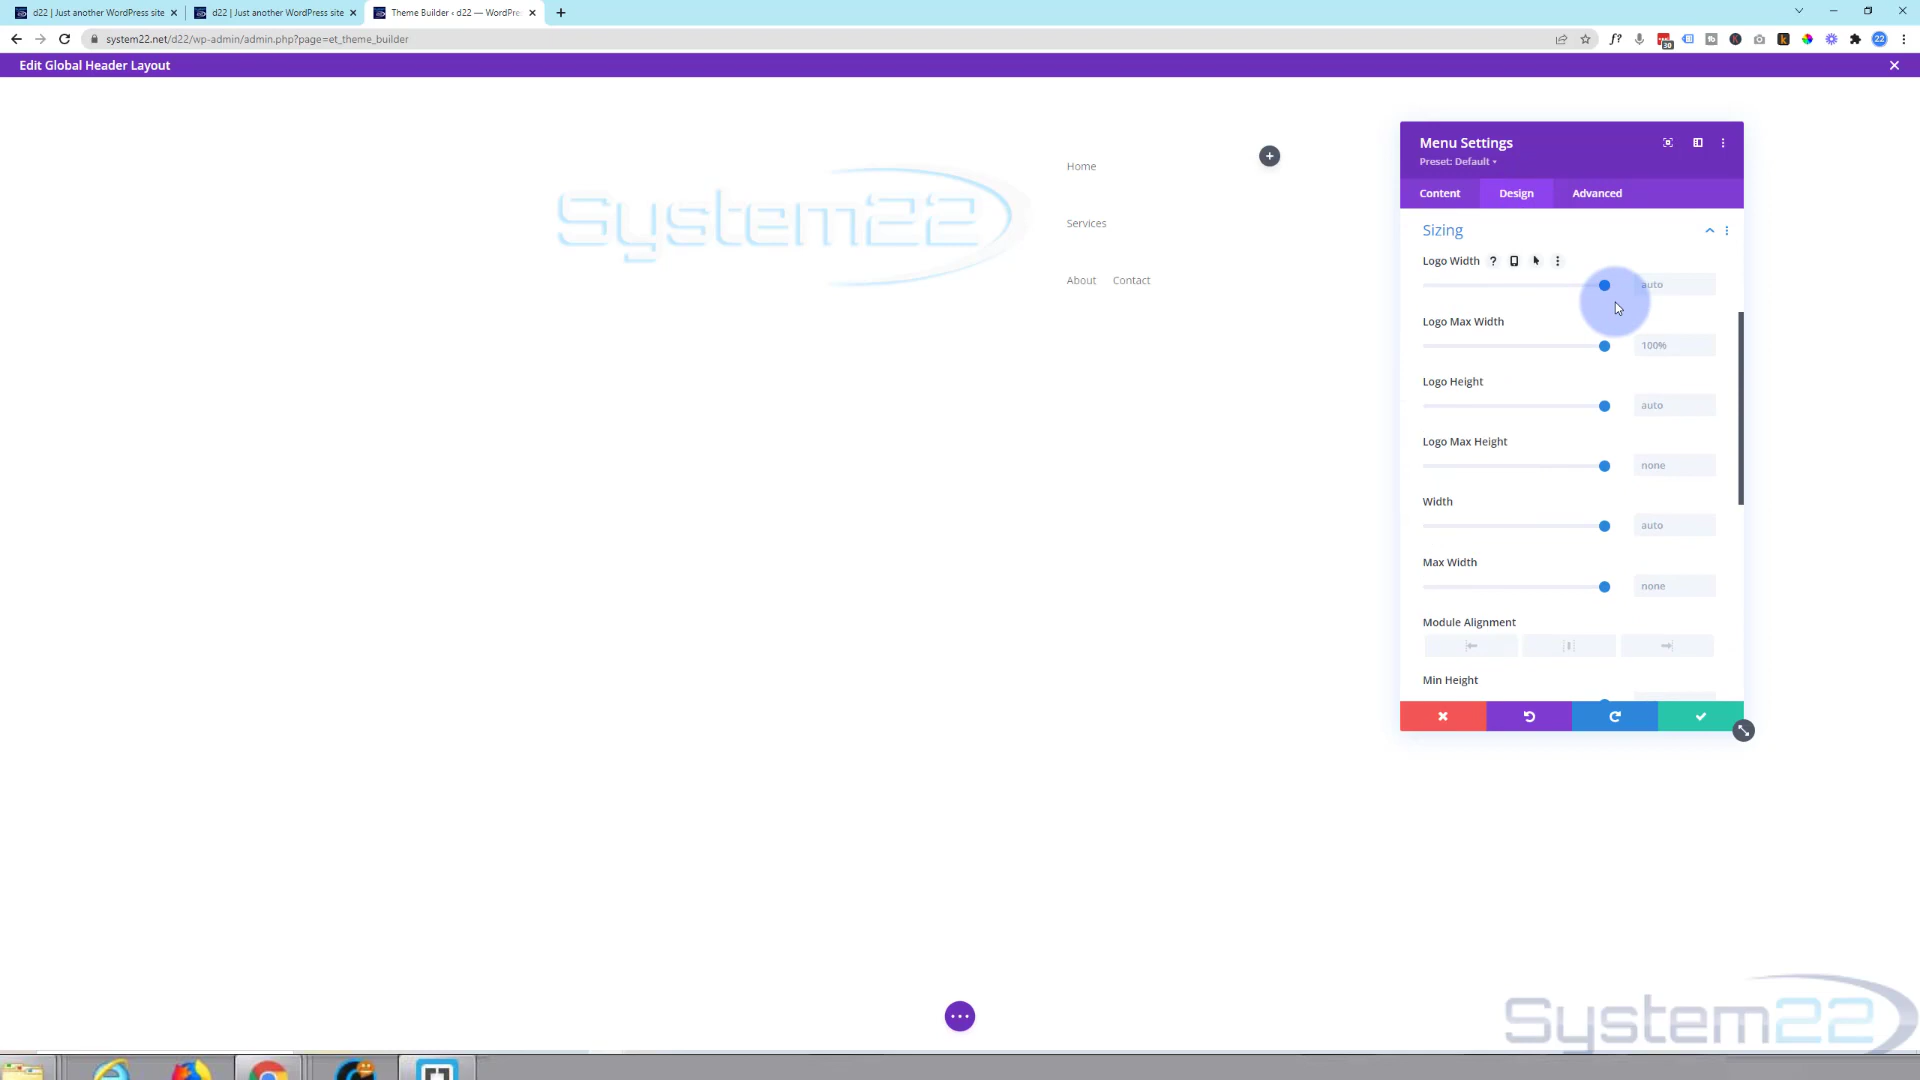 d22 | Just another WordPress site
d22 | Just another WordPress site
Theme Builder ‹ d22 — WordPre
system22.net/d22/wp-admin/admin.php?page=et_theme_builder
f?
30
22
Edit Global Header Layout
System22
Home
Services
About Contact
Menu Settings
Preset: Default
Content Design Advanced
Sizing
Logo Width ?
auto
Logo Max Width
100%
Logo Height
auto
Logo Max Height
none
Width
auto
Max Width
none
Module Alignment
Min Height
System22